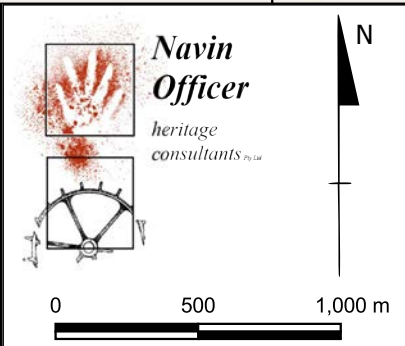 Navin
Officer
heritage
consultants Pty Ltd
N
0 500 1,000 m